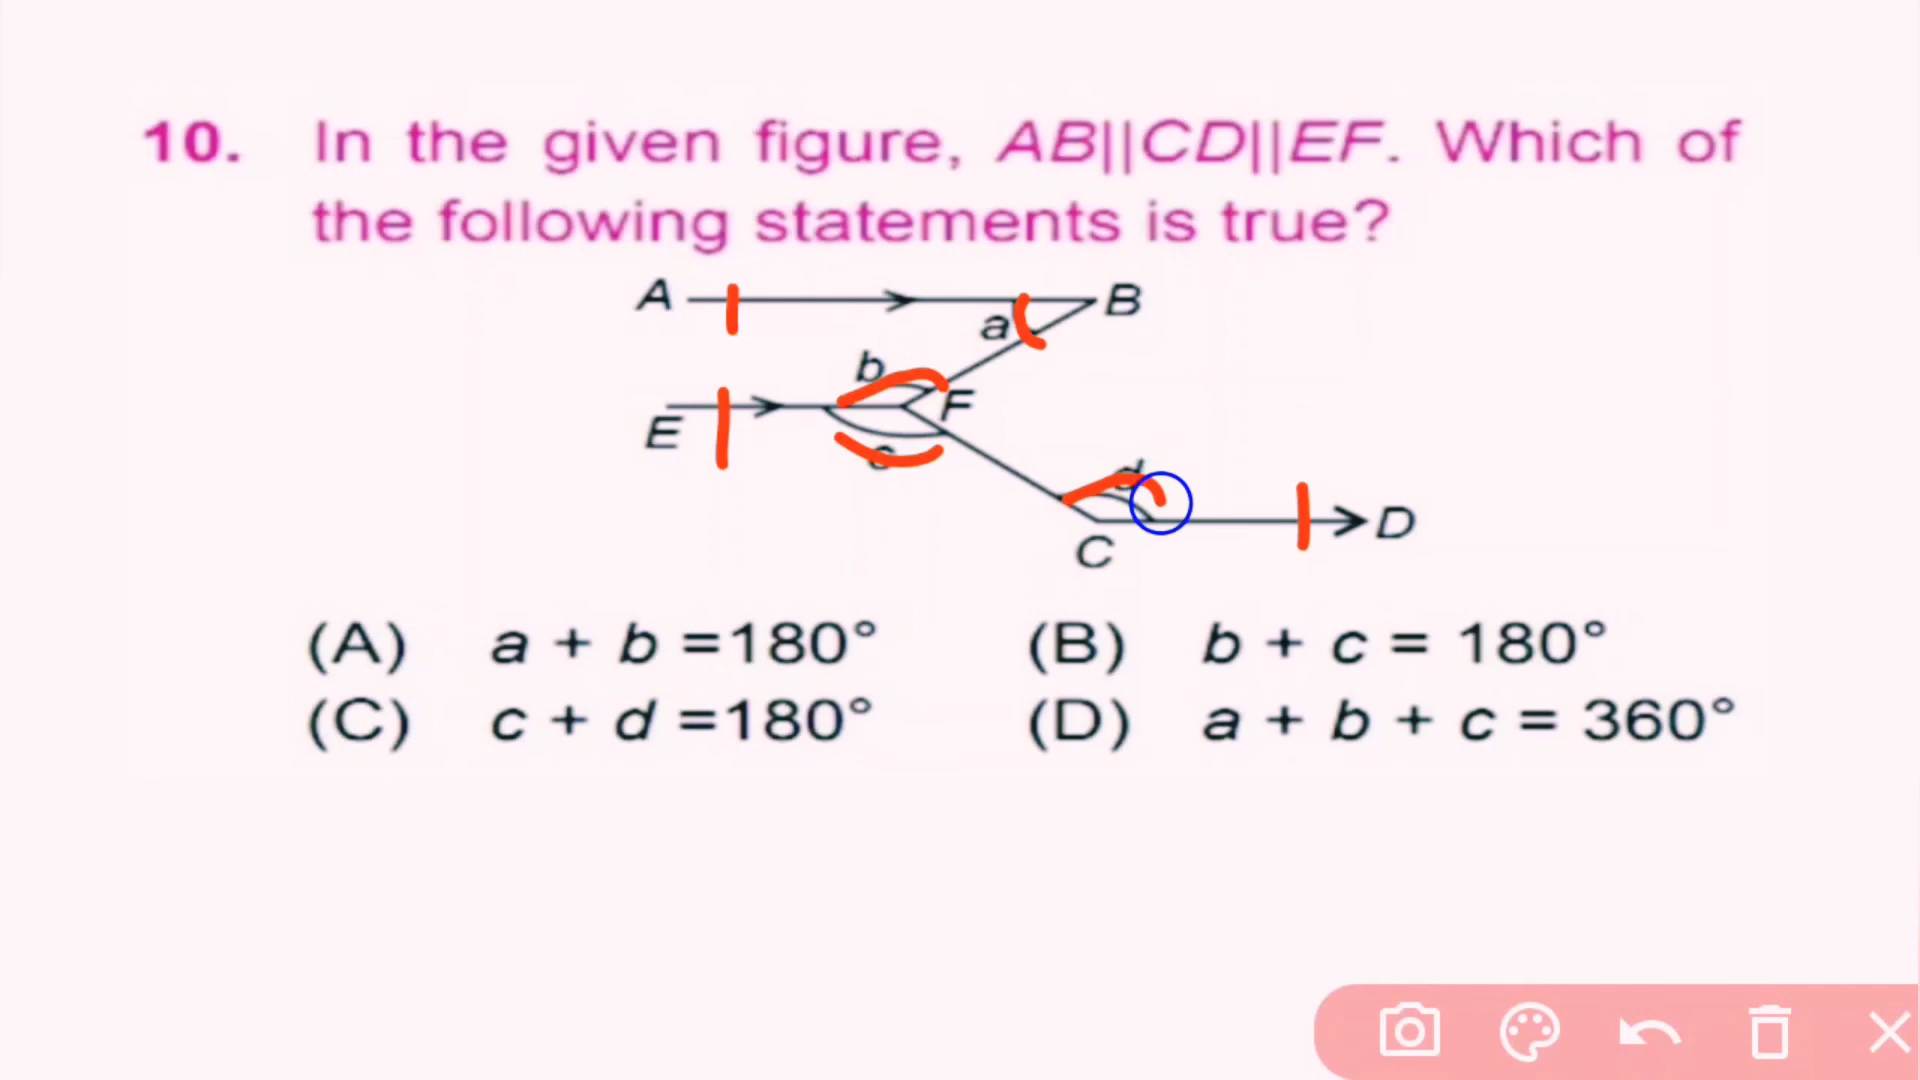 10. In the given figure, AB||CD||EF. Which of
the following statements is true?
A B
a
b
E F
c
d
C D
(A) a + b =180° (B) b + c = 180°
(C) c + d =180° (D) a + b + c = 360°